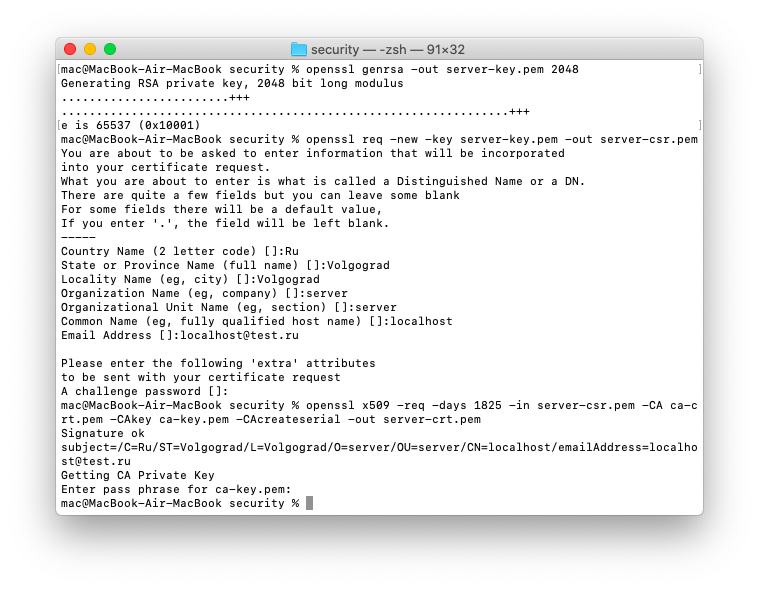 security — -zsh — 91×32
mac@MacBook-Air-MacBook security % openssl genrsa -out server-key.pem 2048
Generating RSA private key, 2048 bit long modulus
........................+++
................................................................+++
e is 65537 (0x10001)
mac@MacBook-Air-MacBook security % openssl req -new -key server-key.pem -out server-csr.pem
You are about to be asked to enter information that will be incorporated
into your certificate request.
What you are about to enter is what is called a Distinguished Name or a DN.
There are quite a few fields but you can leave some blank
For some fields there will be a default value,
If you enter '.', the field will be left blank.
-----
Country Name (2 letter code) []:Ru
State or Province Name (full name) []:Volgograd
Locality Name (eg, city) []:Volgograd
Organization Name (eg, company) []:server
Organizational Unit Name (eg, section) []:server
Common Name (eg, fully qualified host name) []:localhost
Email Address []:localhost@test.ru

Please enter the following 'extra' attributes
to be sent with your certificate request
A challenge password []:
mac@MacBook-Air-MacBook security % openssl x509 -req -days 1825 -in server-csr.pem -CA ca-c
rt.pem -CAkey ca-key.pem -CAcreateserial -out server-crt.pem
Signature ok
subject=/C=Ru/ST=Volgograd/L=Volgograd/O=server/OU=server/CN=localhost/emailAddress=localho
st@test.ru
Getting CA Private Key
Enter pass phrase for ca-key.pem:
mac@MacBook-Air-MacBook security %